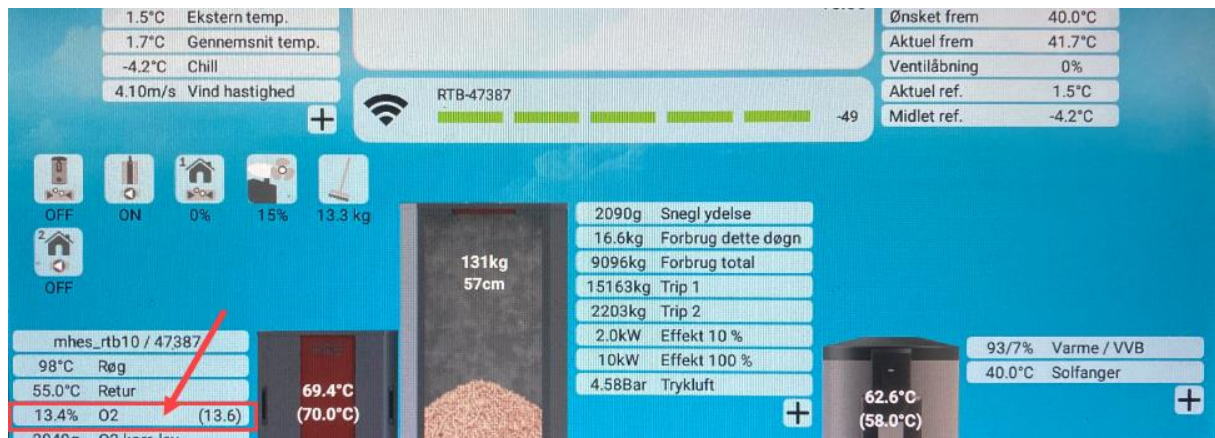 1.5°C Ekstern temp.
1.7°C Gennemsnit temp.
-4.2°C Chill
4.10m/s Vind hastighed
Ønsket frem 40.0°C
Aktuel frem 41.7°C
Ventilåbning 0%
Aktuel ref. 1.5°C
Midlet ref. -4.2°C
RTB-47387
-49
1
OFF ON 0% 15% 13.3 kg
2
OFF
131kg
57cm
2090g Snegl ydelse
16.6kg Forbrug dette døgn
9096kg Forbrug total
15163kg Trip 1
2203kg Trip 2
2.0kW Effekt 10 %
10kW Effekt 100 %
4.58Bar Trykluft
mhes_rtb10 / 47387
98°C Røg
55.0°C Retur
13.4% O2 (13.6)
69.4°C
(70.0°C)
62.6°C
(58.0°C)
93/7% Varme / VVB
40.0°C Solfanger